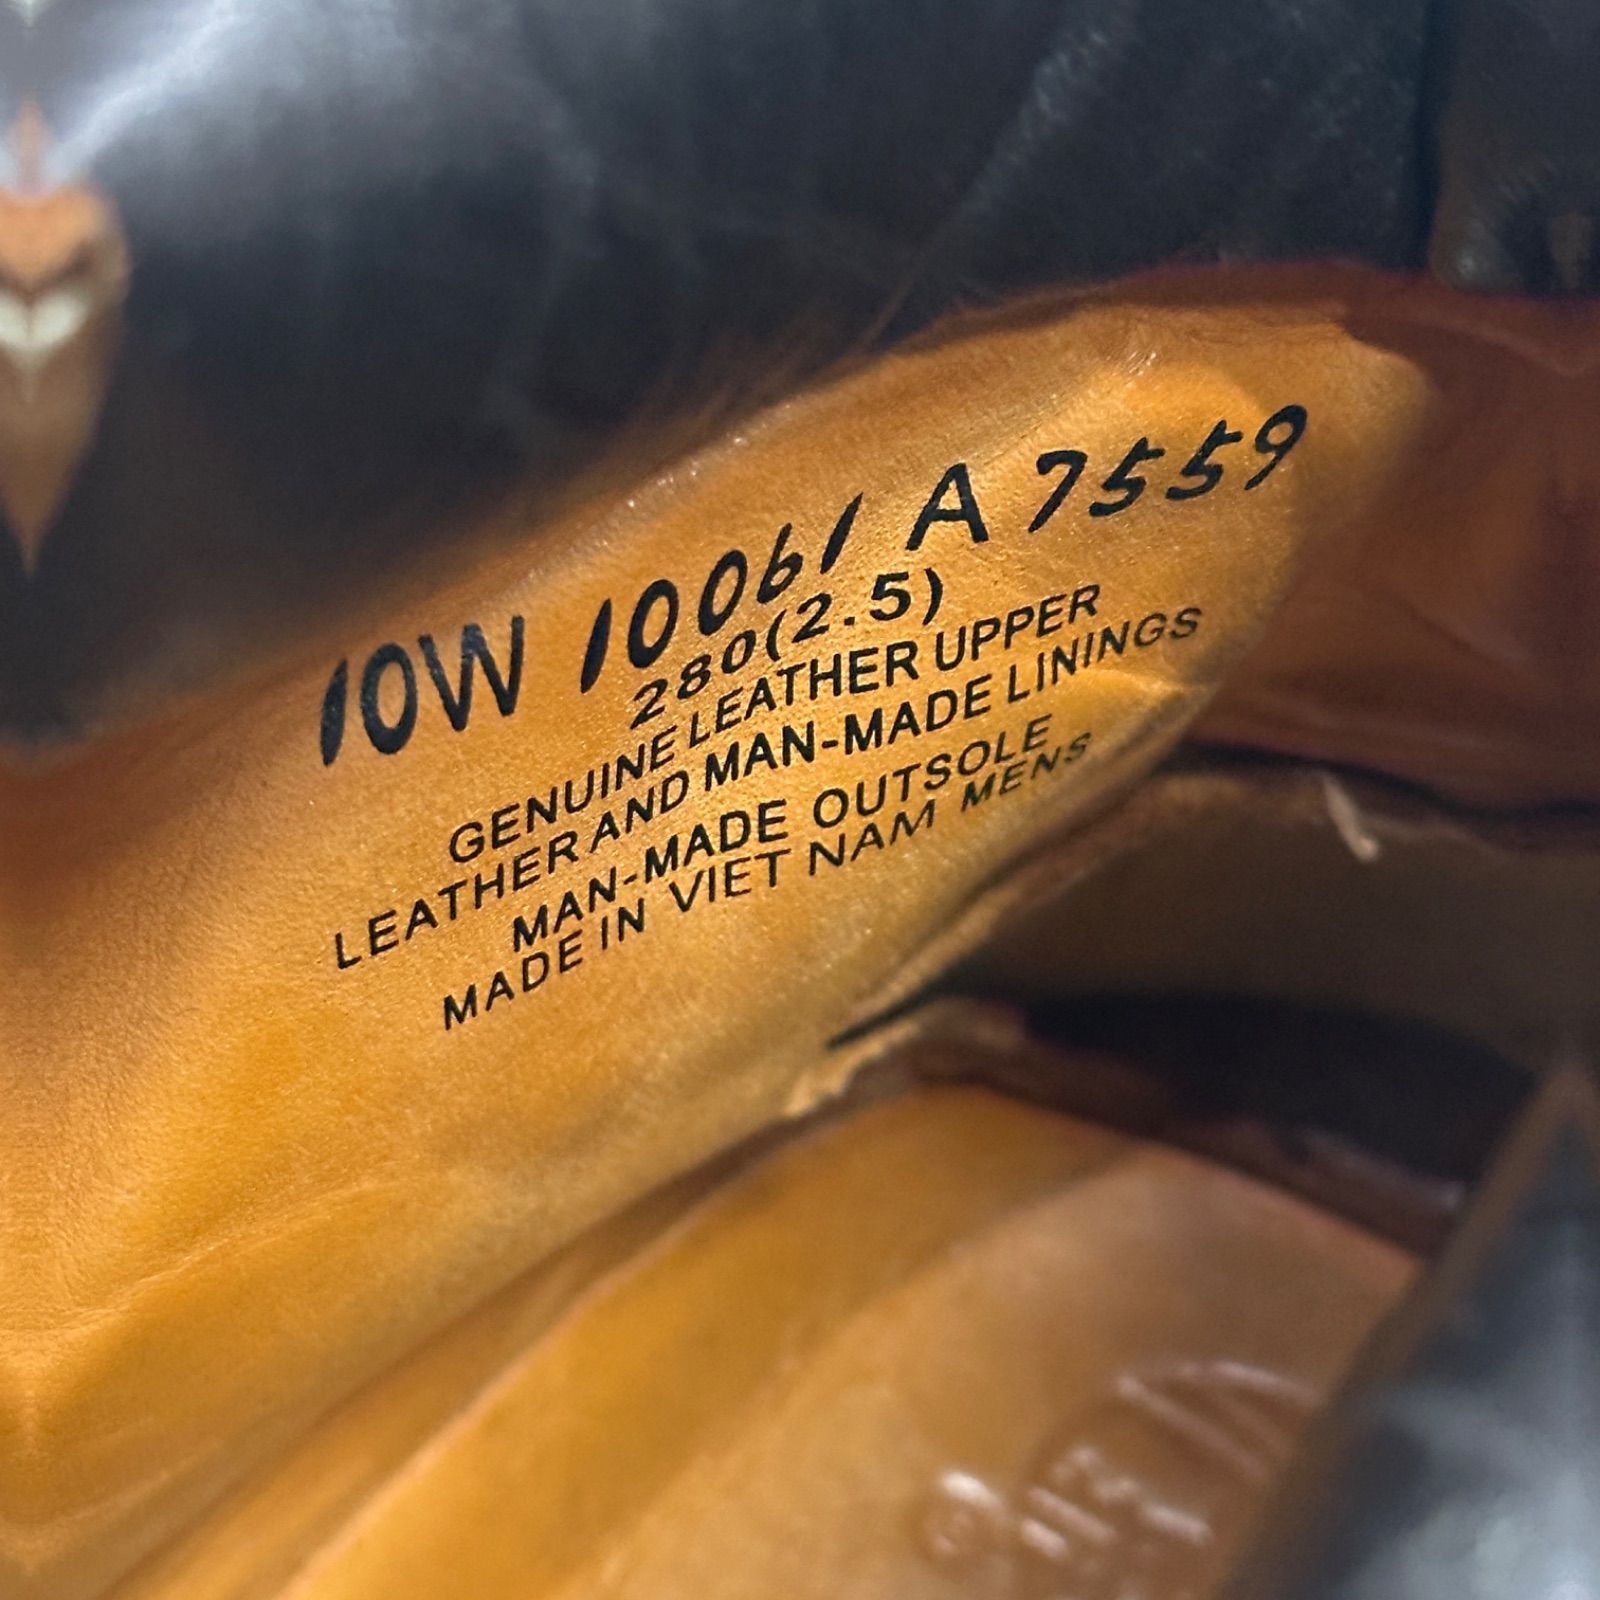 10W 10061 A 7559
280(2.5)
GENUINE LEATHER UPPER
LEATHER AND MAN-MADE LININGS
MAN-MADE OUTSOLE
MADE IN VIET NAM MENS